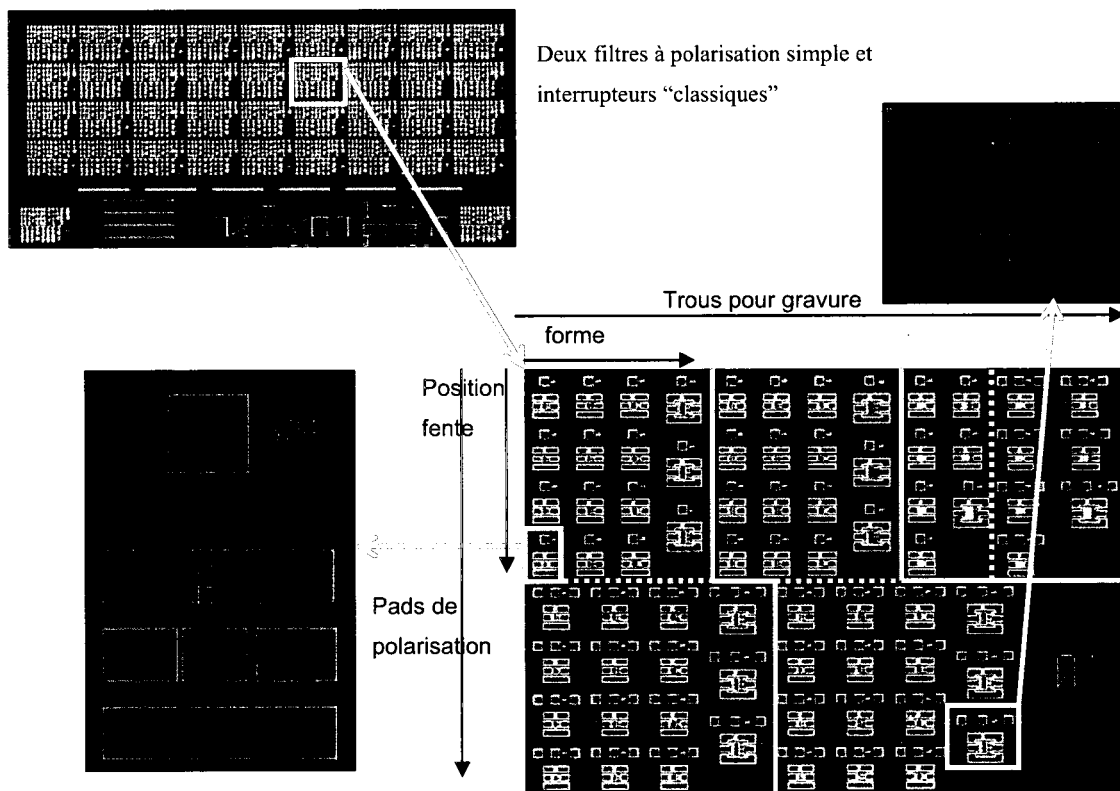 Deux filtres à polarisation simple et
interrupteurs “classiques”
Trous pour gravure
forme
Position
fente
Pads de
polarisation